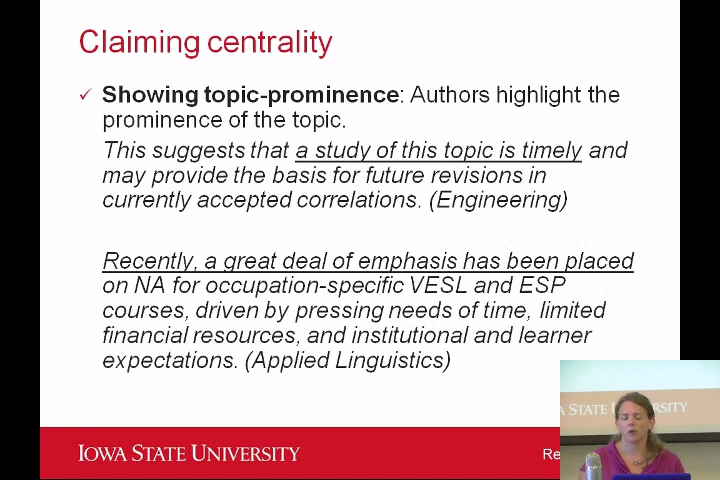 Claiming centrality
✓ Showing topic-prominence: Authors highlight the
prominence of the topic.
This suggests that a study of this topic is timely and
may provide the basis for future revisions in
currently accepted correlations. (Engineering)
Recently, a great deal of emphasis has been placed
on NA for occupation-specific VESL and ESP
courses, driven by pressing needs of time, limited
financial resources, and institutional and learner
expectations. (Applied Linguistics)
IOWA STATE UNIVERSITY
Re
STATE UNIVERSITY